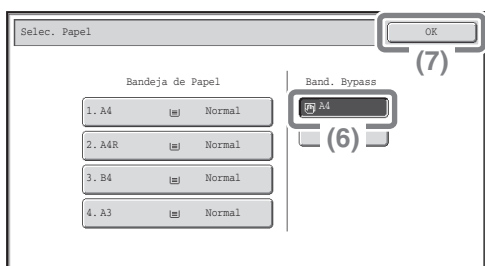 Selec. Papel
OK
(7)
Bandeja de Papel
Band. Bypass
1. A4 Normal
A4
(6)
2. A4R Normal
3. B4 Normal
4. A3 Normal